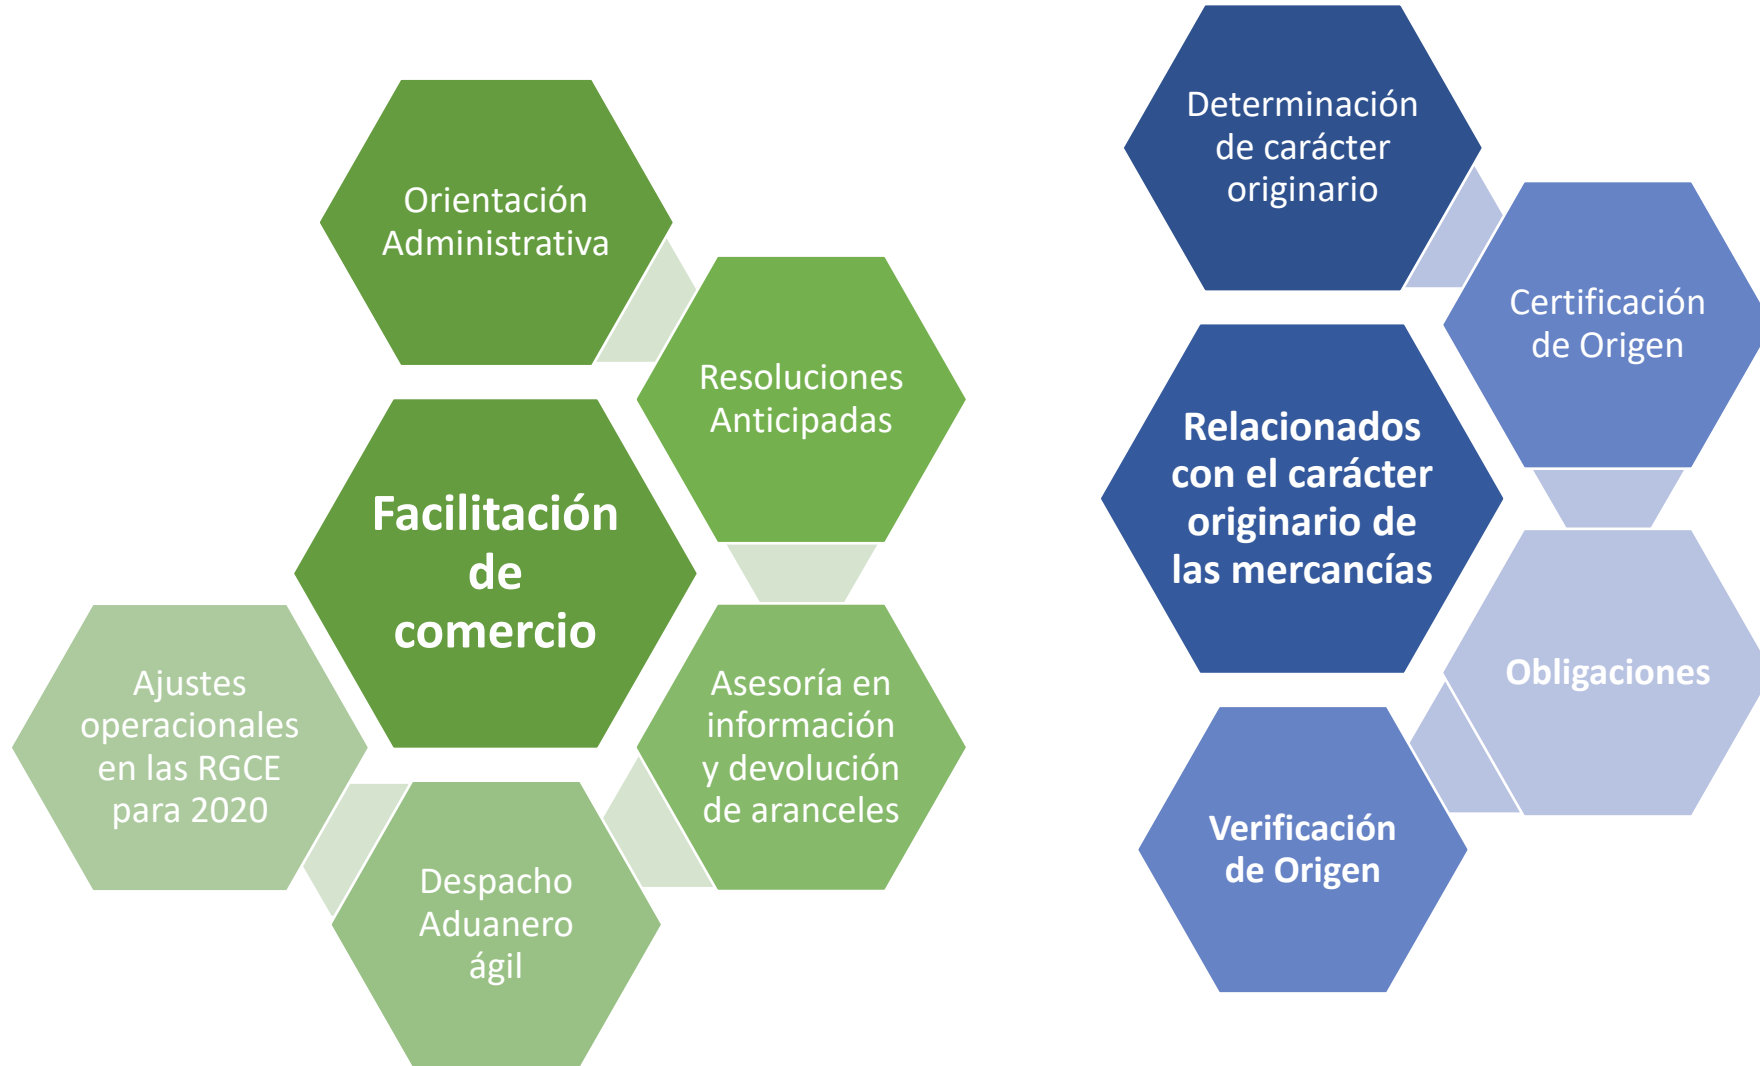 Orientación
Administrativa
Resoluciones
Anticipadas
Facilitación
de
comercio
Asesoría en
información
y devolución
de aranceles
Despacho
Aduanero
ágil
Ajustes
operacionales
en las RGCE
para 2020
Determinación
de carácter
originario
Certificación
de Origen
Relacionados
con el carácter
originario de
las mercancías
Obligaciones
Verificación
de Origen